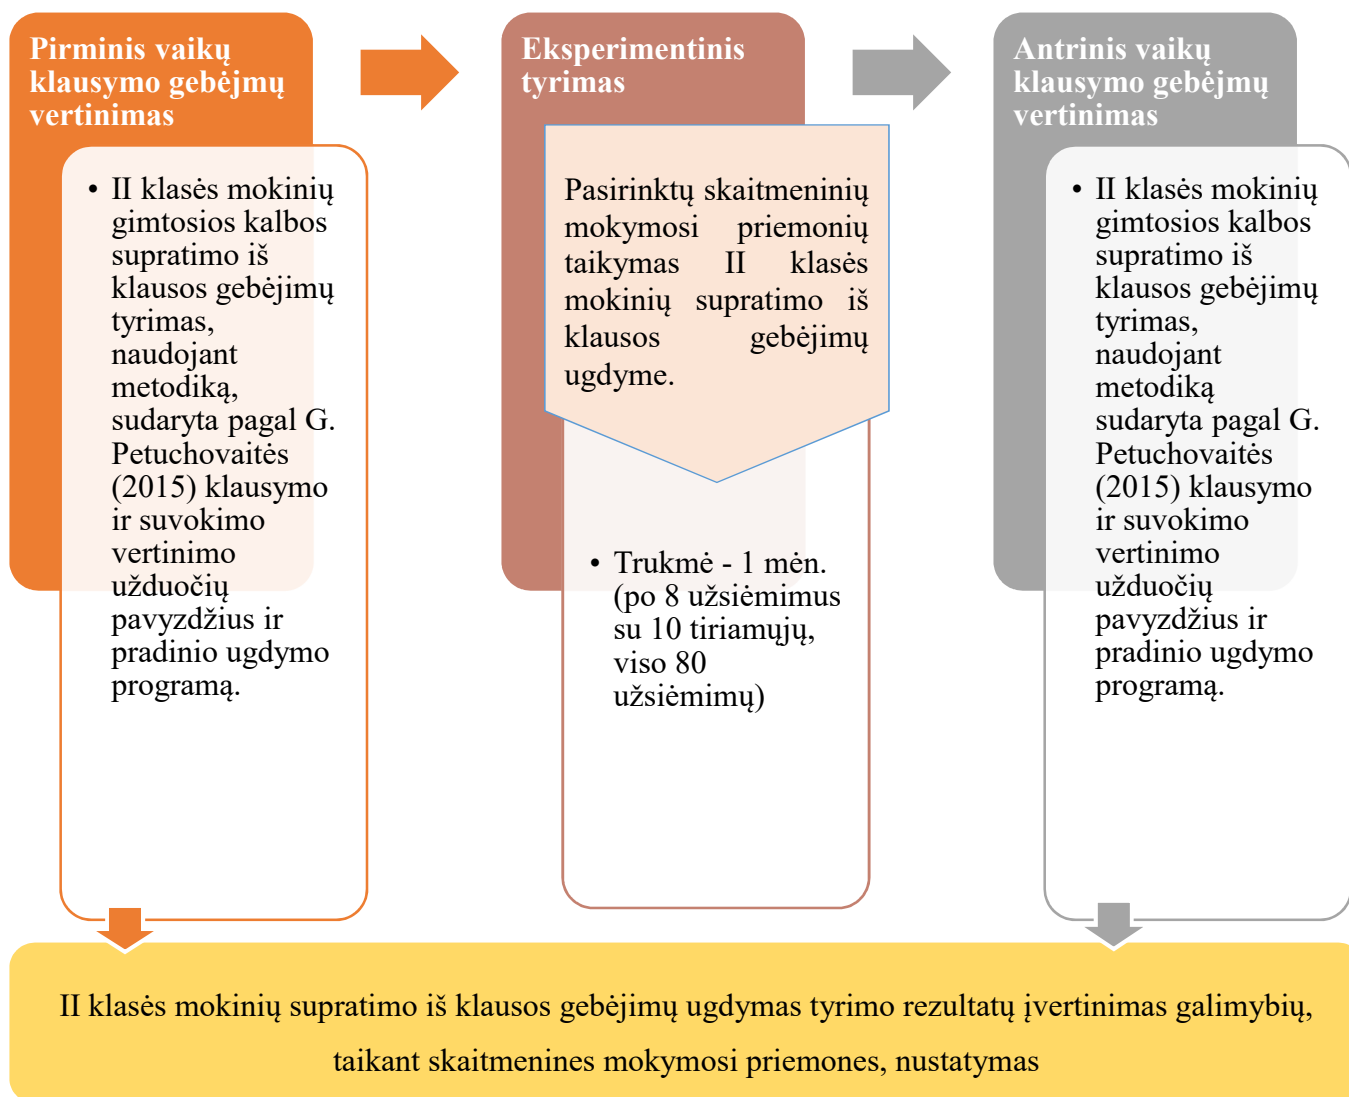 Pirminis vaikų
klausymo gebėjmų
vertinimas
• II klasės mokinių
gimtosios kalbos
supratimo iš
klausos gebėjimų
tyrimas,
naudojant
metodiką,
sudaryta pagal G.
Petuchovaitės
(2015) klausymo
ir suvokimo
vertinimo
užduočių
pavyzdžius ir
pradinio ugdymo
programą.
Eksperimentinis
tyrimas
Pasirinktų skaitmeninių
mokymosi priemonių
taikymas II klasės
mokinių supratimo iš
klausos gebėjimų
ugdyme.
• Trukmė - 1 mėn.
(po 8 užsiėmimus
su 10 tiriamųjų,
viso 80
užsiėmimų)
Antrinis vaikų
klausymo gebėjmų
vertinimas
• II klasės mokinių
gimtosios kalbos
supratimo iš
klausos gebėjimų
tyrimas,
naudojant
metodiką
sudaryta pagal G.
Petuchovaitės
(2015) klausymo
ir suvokimo
vertinimo
užduočių
pavyzdžius ir
pradinio ugdymo
programą.
II klasės mokinių supratimo iš klausos gebėjimų ugdymas tyrimo rezultatų įvertinimas galimybių,
taikant skaitmenines mokymosi priemones, nustatymas